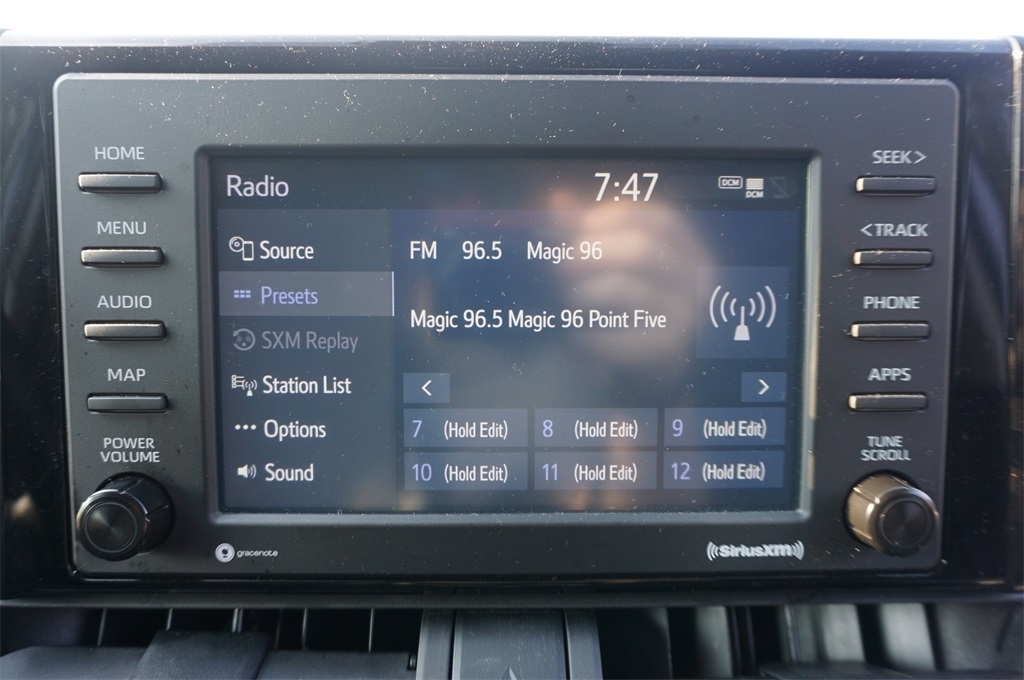 HOME
MENU
AUDIO
MAP
POWER
VOLUME
Radio 7:47 DCM DCM
Source
Presets
SXM Replay
Station List
Options
Sound
FM 96.5 Magic 96
Magic 96.5 Magic 96 Point Five
< >
7 (Hold Edit) 8 (Hold Edit) 9 (Hold Edit)
10 (Hold Edit) 11 (Hold Edit) 12 (Hold Edit)
SEEK>
<TRACK
PHONE
APPS
TUNE
SCROLL
gracenote
((SiriusXM))